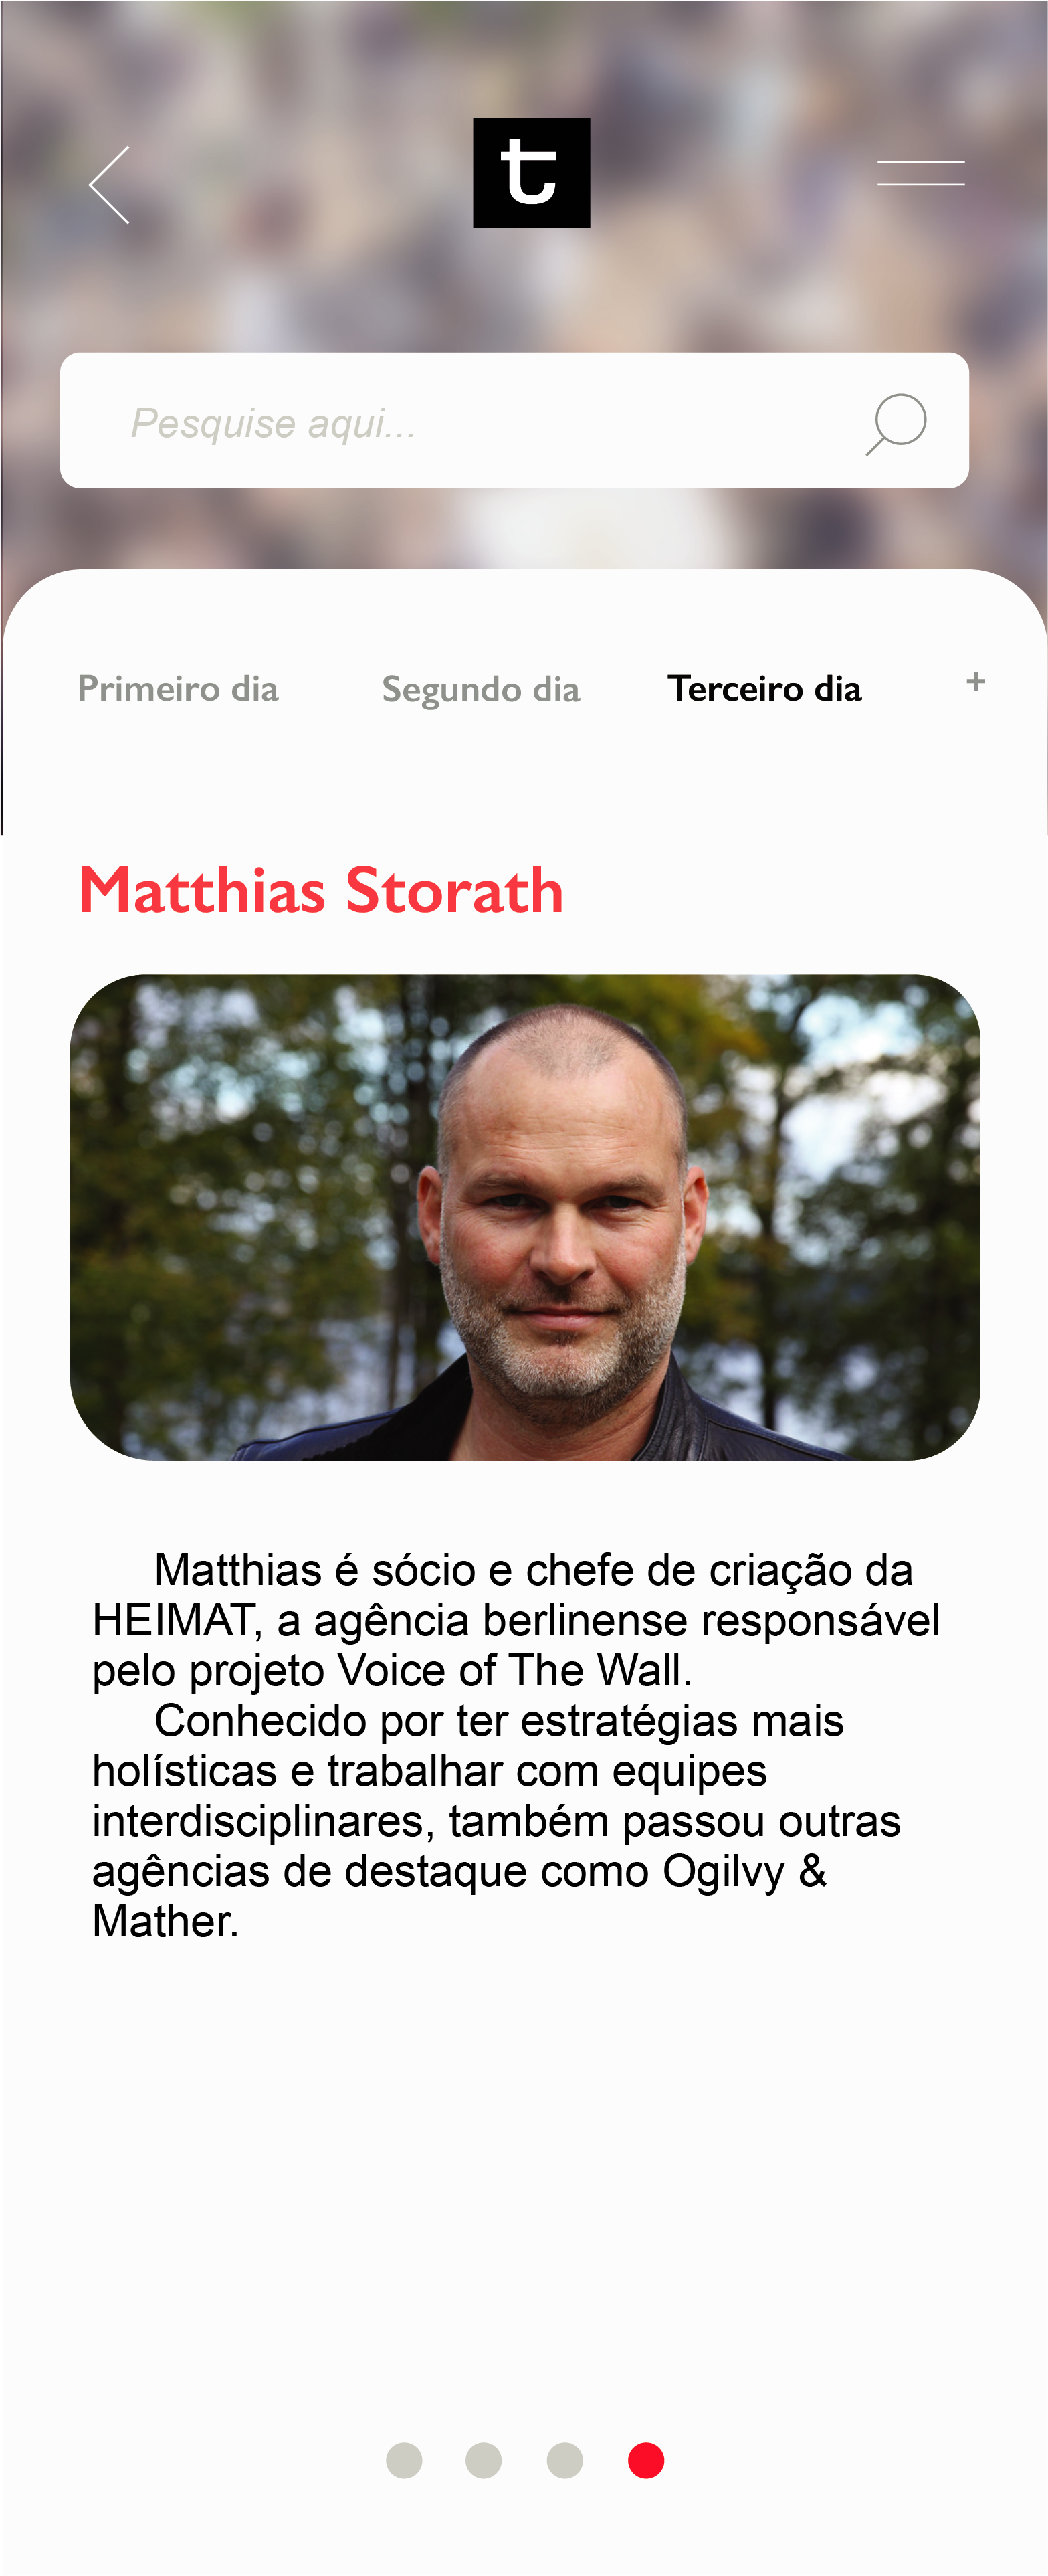 t
Pesquise aqui...
Primeiro dia Segundo dia Terceiro dia +
Matthias Storath
Matthias é sócio e chefe de criação da
HEIMAT, a agência berlinense responsável
pelo projeto Voice of The Wall.
Conhecido por ter estratégias mais
holísticas e trabalhar com equipes
interdisciplinares, também passou outras
agências de destaque como Ogilvy &
Mather.